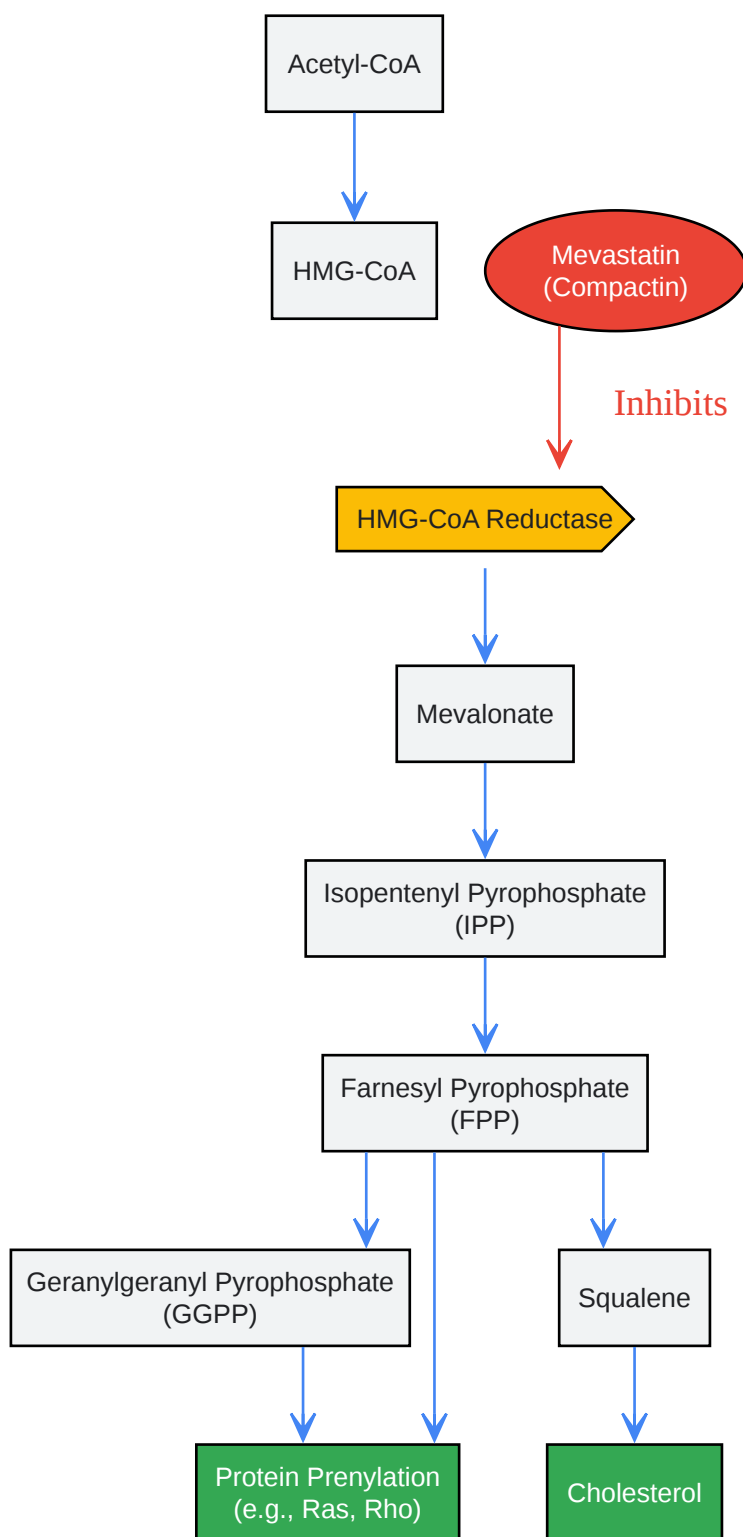 Acetyl-CoA
HMG-CoA
Mevastatin
(Compactin)
Inhibits
HMG-CoA Reductase
Mevalonate
Isopentenyl Pyrophosphate
(IPP)
Farnesyl Pyrophosphate
(FPP)
Geranylgeranyl Pyrophosphate
(GGPP)
Squalene
Protein Prenylation
(e.g., Ras, Rho)
Cholesterol